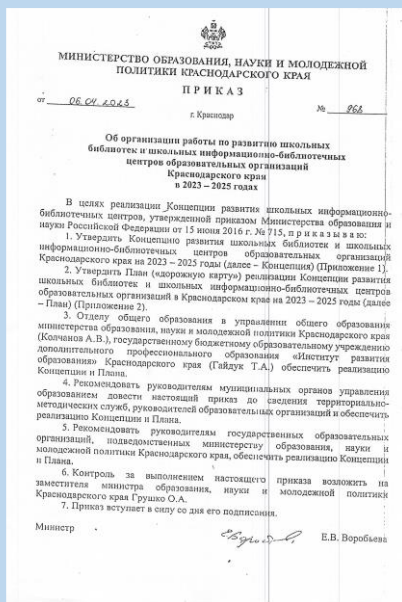 МИНИСТЕРСТВО ОБРАЗОВАНИЯ, НАУКИ И МОЛОДЕЖНОЙ
ПОЛИТИКИ КРАСНОДАРСКОГО КРАЯ
ПРИКАЗ
от 06.04.2023 №
г. Краснодар
Об организации работы по развитию школьных
библиотек и школьных информационно-библиотечных
центров образовательных организаций
Краснодарского края
в 2023 – 2025 годах
В целях реализации Концепции развития школьных информационно-
библиотечных центров, утвержденной приказом Министерства образования и
науки Российской Федерации от 15 июня 2016 г. № 715, п р и к а з ы в а ю:
1. Утвердить Концепцию развития школьных библиотек и школьных
информационно-библиотечных центров образовательных организаций
Краснодарского края на 2023 – 2025 годы (далее – Концепция) (Приложение 1).
2. Утвердить План («дорожную карту») реализации Концепции развития
школьных библиотек и школьных информационно-библиотечных центров
образовательных организаций в Краснодарском крае на 2023 – 2025 годы (далее
– План) (Приложение 2).
3. Отделу общего образования в управлении общего образования
министерства образования, науки и молодежной политики Краснодарского края
(Колчанов А.В.), государственному бюджетному образовательному учреждению
дополнительного профессионального образования «Институт развития
образования» Краснодарского края (Гайдук Т.А.) обеспечить реализацию
Концепции и Плана.
4. Рекомендовать руководителям муниципальных органов управления
образованием довести настоящий приказ до сведения территориально-
методических служб, руководителей образовательных организаций и обеспечить
реализацию Концепции и Плана.
5. Рекомендовать руководителям государственных образовательных
организаций, подведомственных министерству образования, науки и
молодежной политики Краснодарского края, обеспечить реализацию Концепции
и Плана.
6. Контроль за выполнением настоящего приказа возложить на
заместителя министра образования, науки и молодежной политики
Краснодарского края Грушко О.А.
7. Приказ вступает в силу со дня его подписания.
Министр Е.В. Воробьева